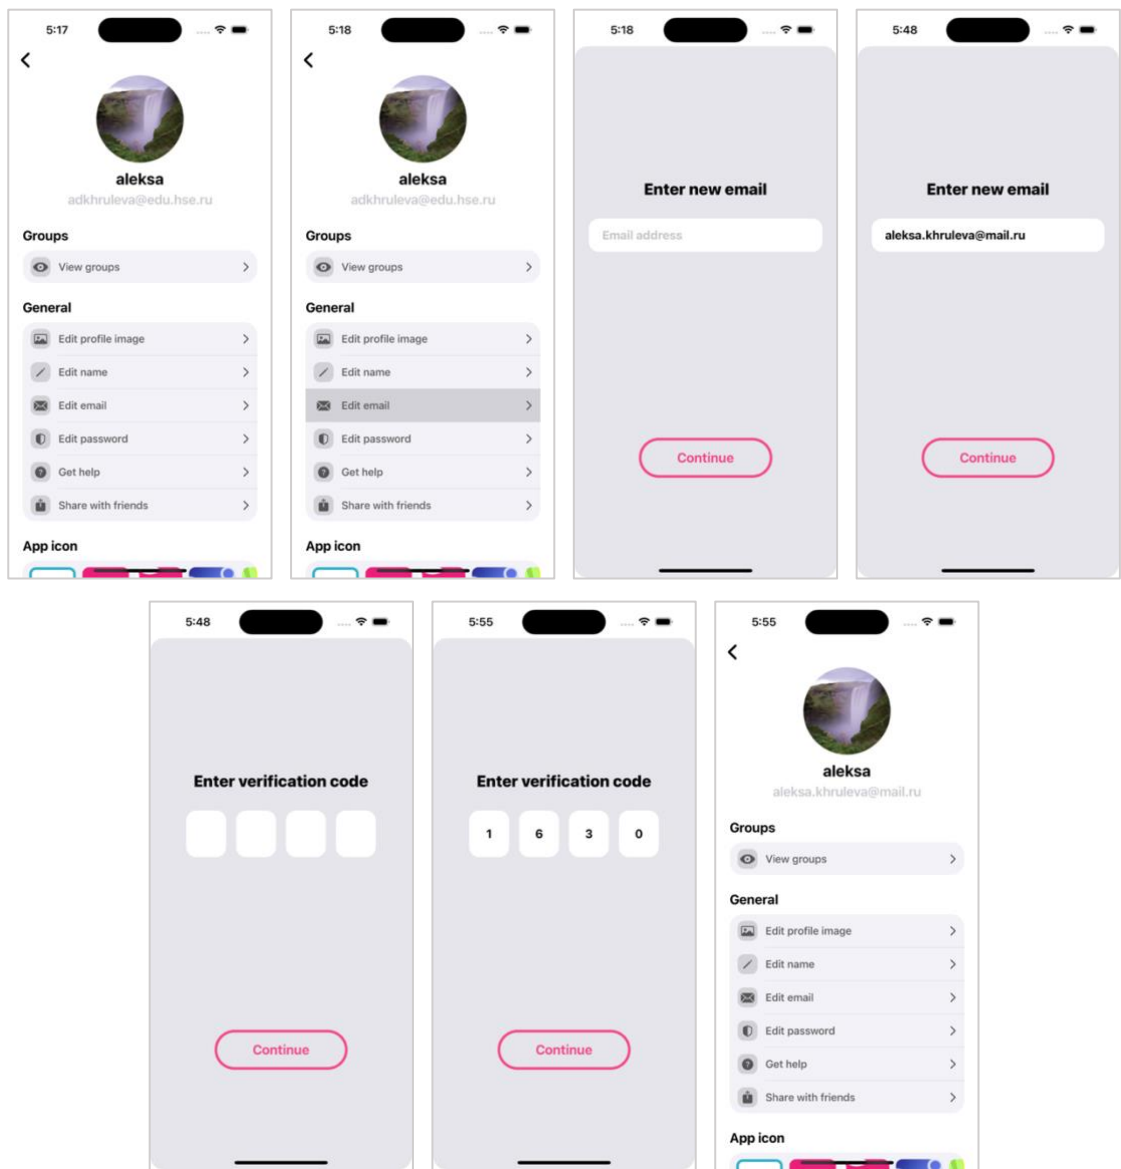 5:17
aleksa
adkhruleva@edu.hse.ru
Groups
View groups
General
Edit profile image
Edit name
Edit email
Edit password
Get help
Share with friends
App icon
5:18
aleksa
adkhruleva@edu.hse.ru
Groups
View groups
General
Edit profile image
Edit name
Edit email
Edit password
Get help
Share with friends
App icon
5:18
Enter new email
Email address
Continue
5:48
Enter new email
aleksa.khruleva@mail.ru
Continue
5:48
Enter verification code
Continue
5:55
Enter verification code
1 6 3 0
Continue
5:55
aleksa
aleksa.khruleva@mail.ru
Groups
View groups
General
Edit profile image
Edit name
Edit email
Edit password
Get help
Share with friends
App icon